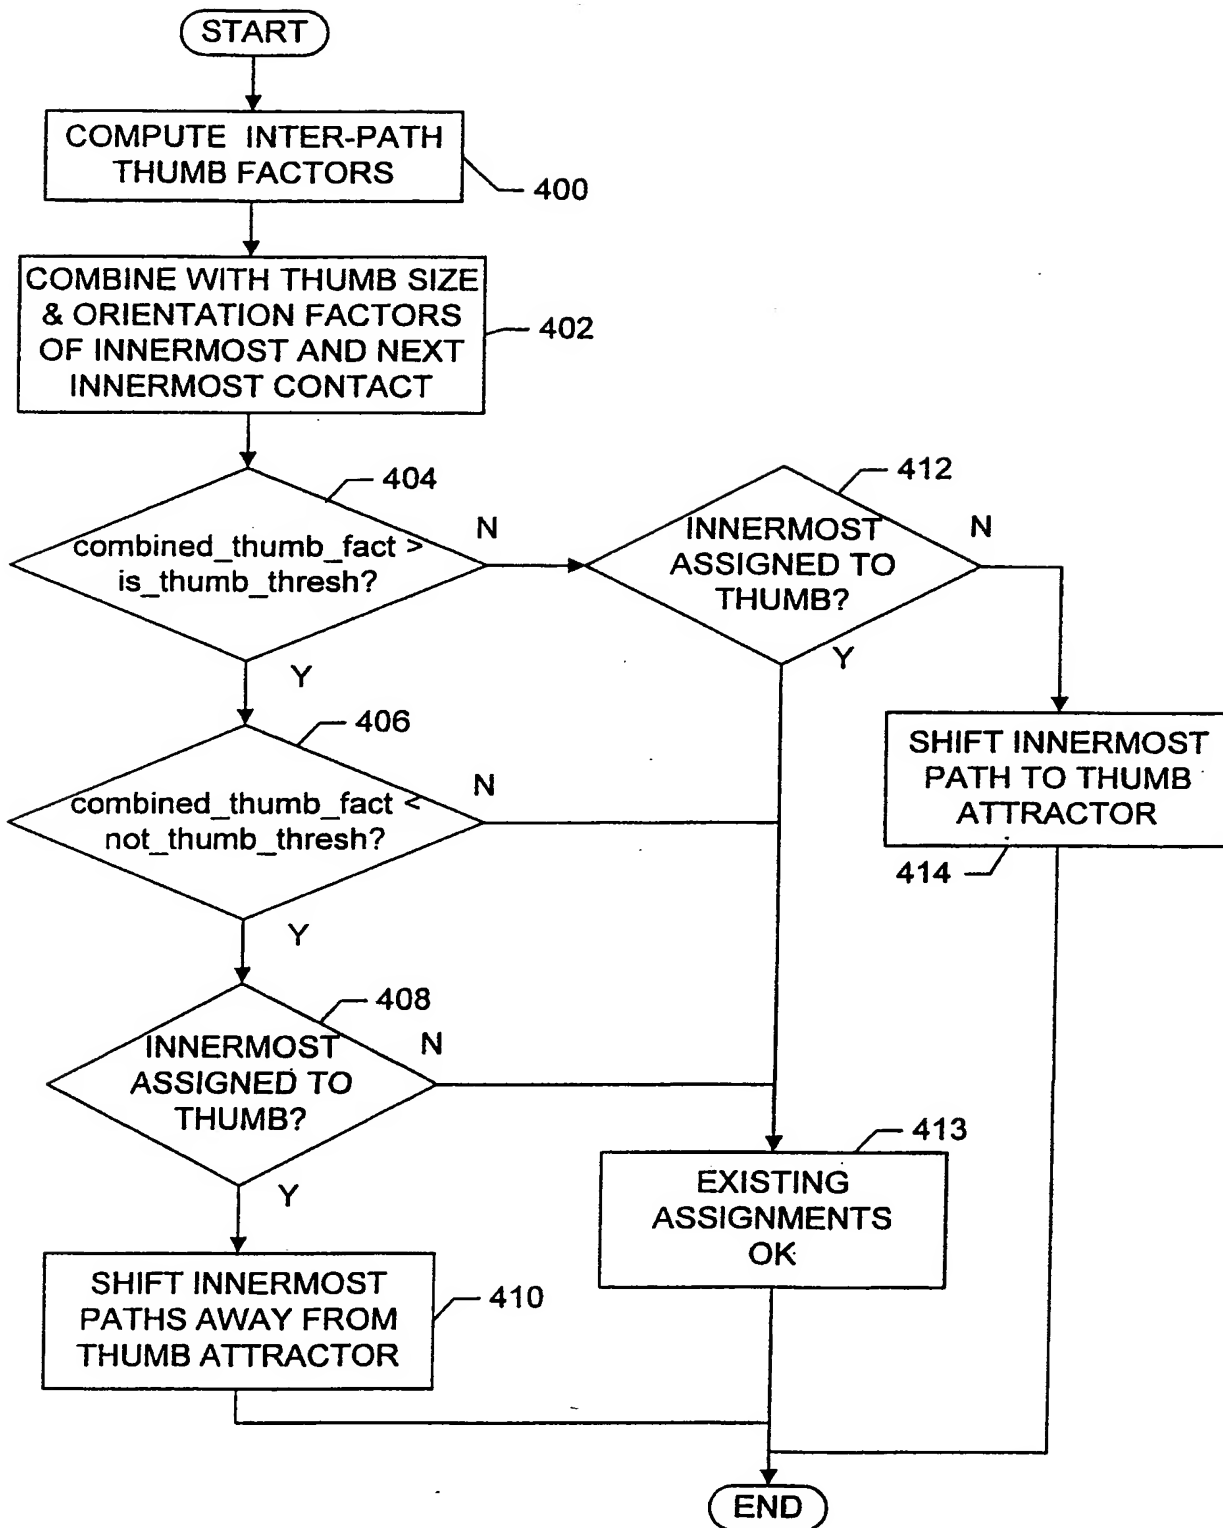 START
COMPUTE INTER-PATH
THUMB FACTORS
400
COMBINE WITH THUMB SIZE
& ORIENTATION FACTORS
OF INNERMOST AND NEXT
INNERMOST CONTACT
402
404
combined_thumb_fact >
is_thumb_thresh?
N
Y
412
INNERMOST
ASSIGNED TO
THUMB?
N
Y
406
combined_thumb_fact <
not_thumb_thresh?
N
Y
SHIFT INNERMOST
PATH TO THUMB
ATTRACTOR
414
408
INNERMOST
ASSIGNED TO
THUMB?
N
Y
413
EXISTING
ASSIGNMENTS
OK
SHIFT INNERMOST
PATHS AWAY FROM
THUMB ATTRACTOR
410
END